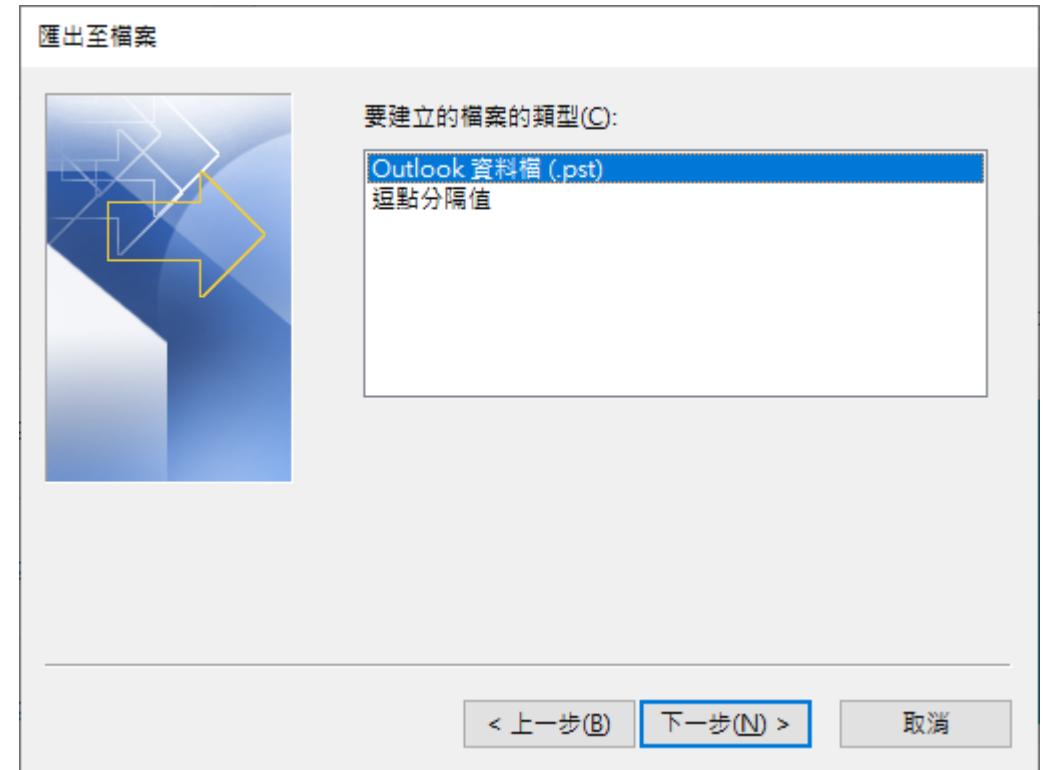 匯出至檔案
要建立的檔案的類型(C):
Outlook 資料檔 (.pst)
逗點分隔值
< 上一步(B)
下一步(N) >
取消